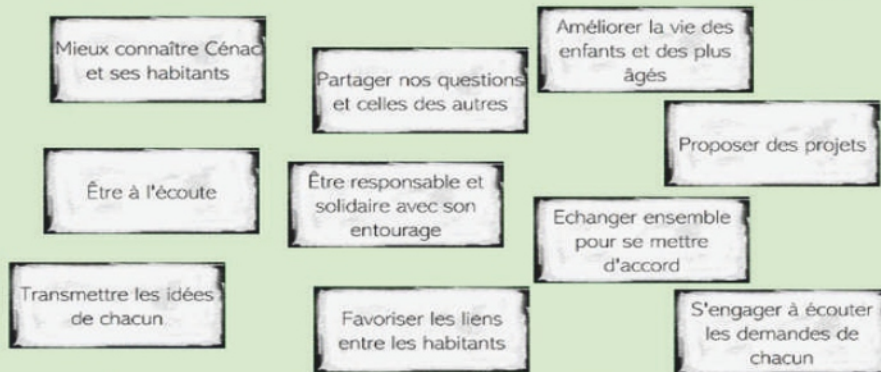 Mieux connaître Cénac
et ses habitants
Partager nos questions
et celles des autres
Améliorer la vie des
enfants et des plus
âgés
Proposer des projets
Être à l'écoute
Être responsable et
solidaire avec son
entourage
Echanger ensemble
pour se mettre
d'accord
Transmettre les idées
de chacun
Favoriser les liens
entre les habitants
S'engager à écouter
les demandes de
chacun